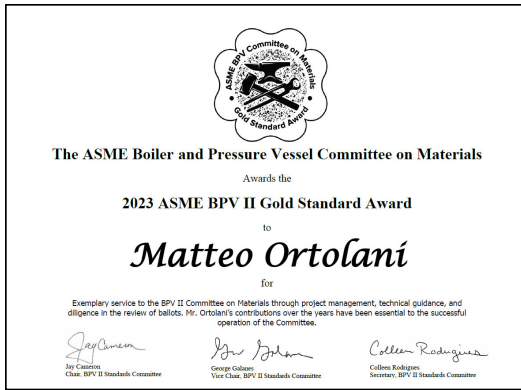 ASME BPV Committee on Materials
Gold Standard Award
The ASME Boiler and Pressure Vessel Committee on Materials
Awards the
2023 ASME BPV II Gold Standard Award
to
Matteo Ortolani
for
Exemplary service to the BPV II Committee on Materials through project management, technical guidance, and
diligence in the review of ballots. Mr. Ortolani's contributions over the years have been essential to the successful
operation of the Committee.
Jay Cameron
Colleen Rodrigues
Jay Cameron
Chair, BPV II Standards Committee
George Galanes
Vice Chair, BPV II Standards Committee
Colleen Rodrigues
Secretary, BPV II Standards Committee